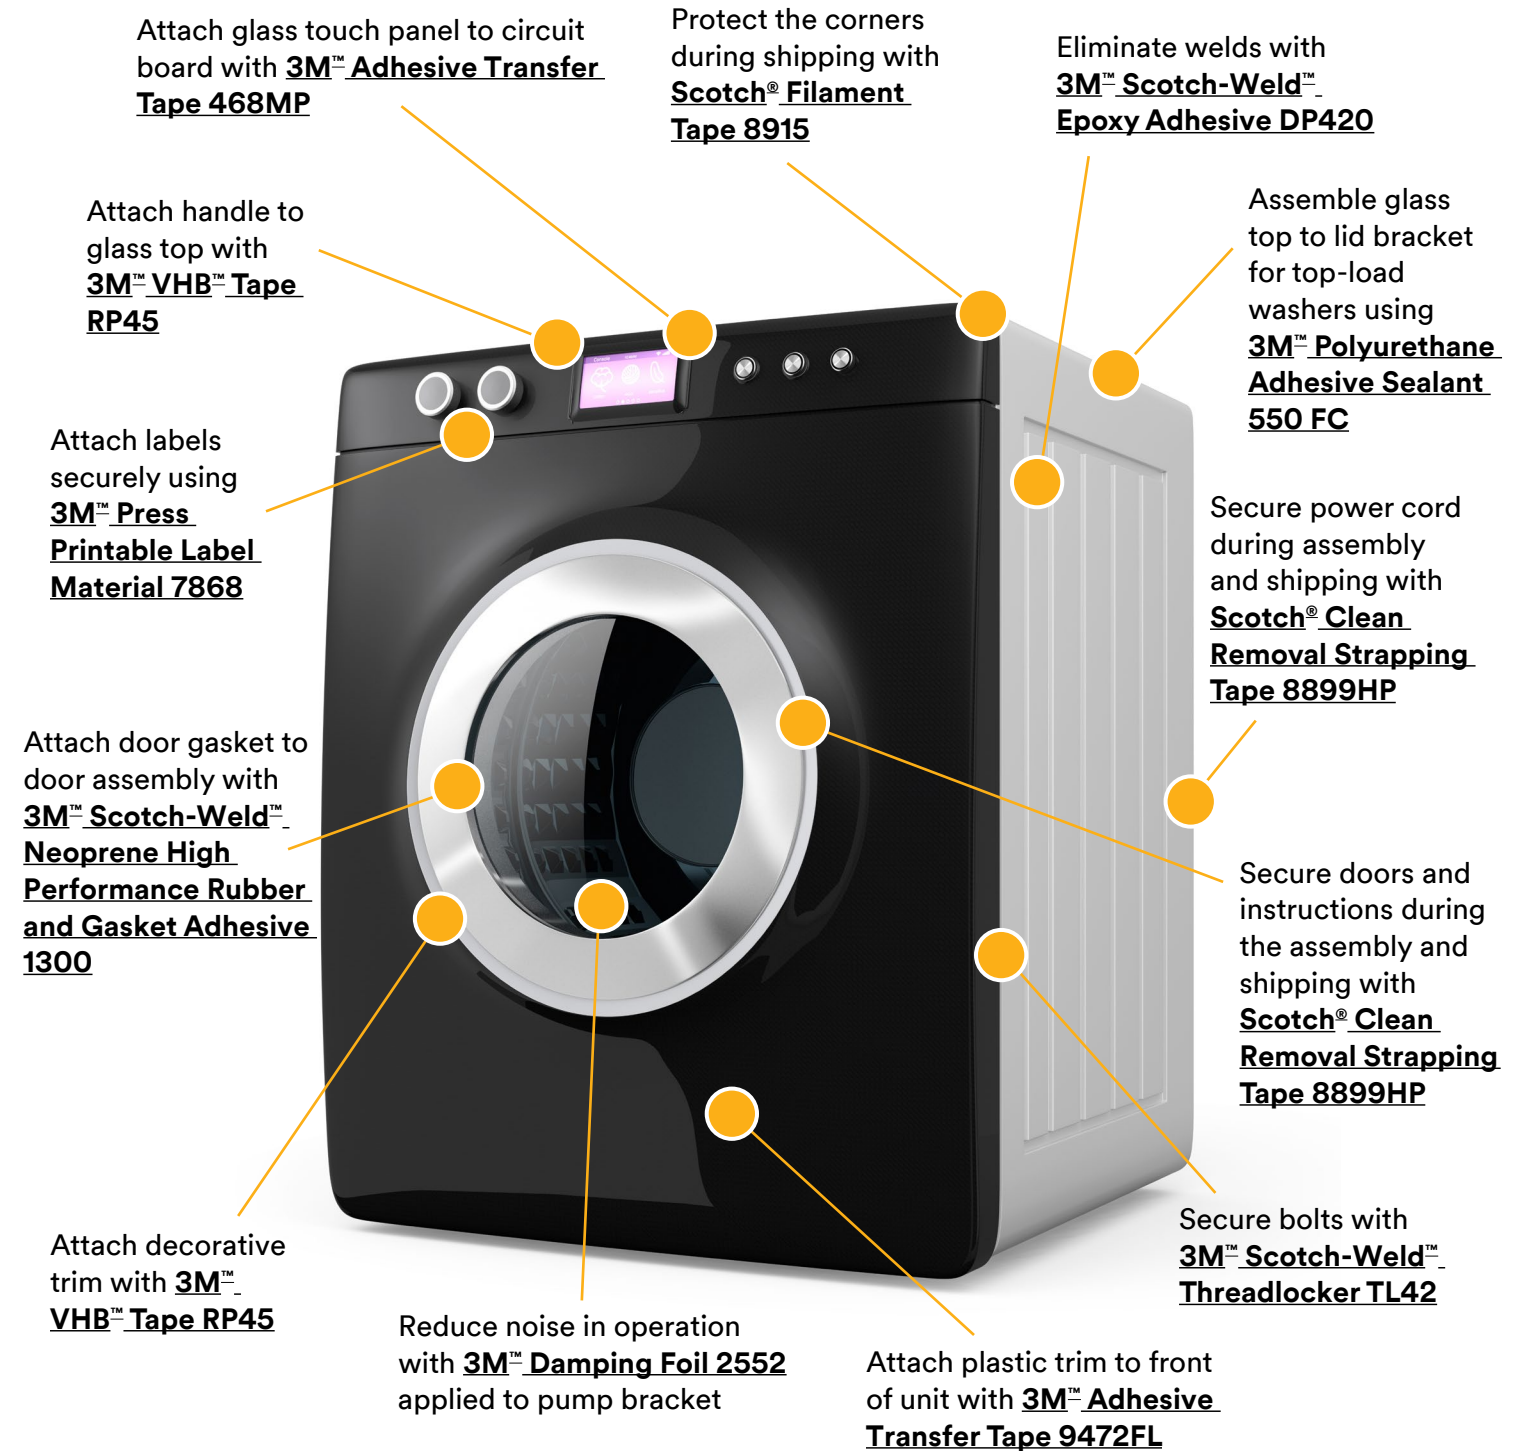 Attach glass touch panel to circuit
board with 3M™ Adhesive Transfer
Tape 468MP
Protect the corners
during shipping with
Scotch® Filament
Tape 8915
Eliminate welds with
3M™ Scotch-Weld™
Epoxy Adhesive DP420
Attach handle to
glass top with
3M™ VHB™ Tape
RP45
Assemble glass
top to lid bracket
for top-load
washers using
3M™ Polyurethane
Adhesive Sealant
550 FC
Attach labels
securely using
3M™ Press
Printable Label
Material 7868
Secure power cord
during assembly
and shipping with
Scotch® Clean
Removal Strapping
Tape 8899HP
Attach door gasket to
door assembly with
3M™ Scotch-Weld™
Neoprene High
Performance Rubber
and Gasket Adhesive
1300
Secure doors and
instructions during
the assembly and
shipping with
Scotch® Clean
Removal Strapping
Tape 8899HP
Attach decorative
trim with 3M™
VHB™ Tape RP45
Reduce noise in operation
with 3M™ Damping Foil 2552
applied to pump bracket
Secure bolts with
3M™ Scotch-Weld™
Threadlocker TL42
Attach plastic trim to front
of unit with 3M™ Adhesive
Transfer Tape 9472FL